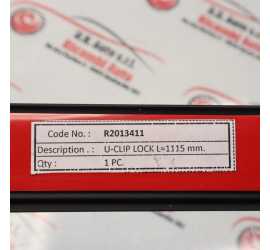 Code No. : R2013411
Description . : U-CLIP LOCK L=1115 mm.
Qty : 1 PC.